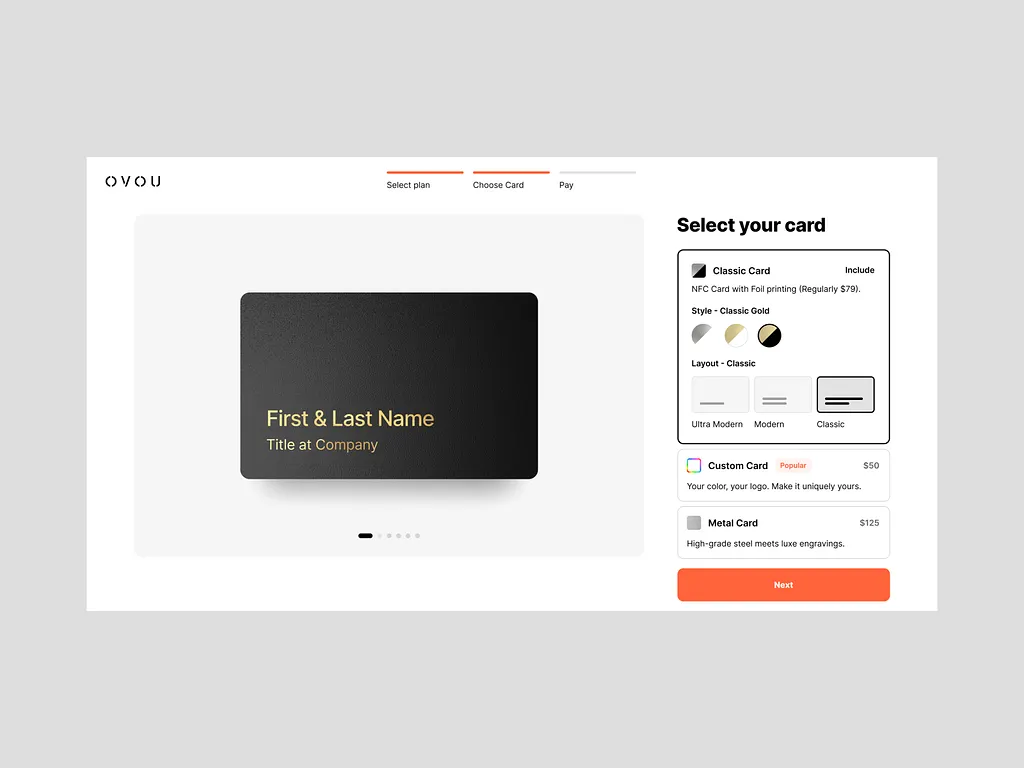 OVOU
Select plan
Choose Card
Pay
First & Last Name
Title at Company
Select your card
Classic Card
Include
NFC Card with Foil printing (Regularly $79).
Style - Classic Gold
Layout - Classic
Ultra Modern
Modern
Classic
Custom Card
Popular
$50
Your color, your logo. Make it uniquely yours.
Metal Card
$125
High-grade steel meets luxe engravings.
Next